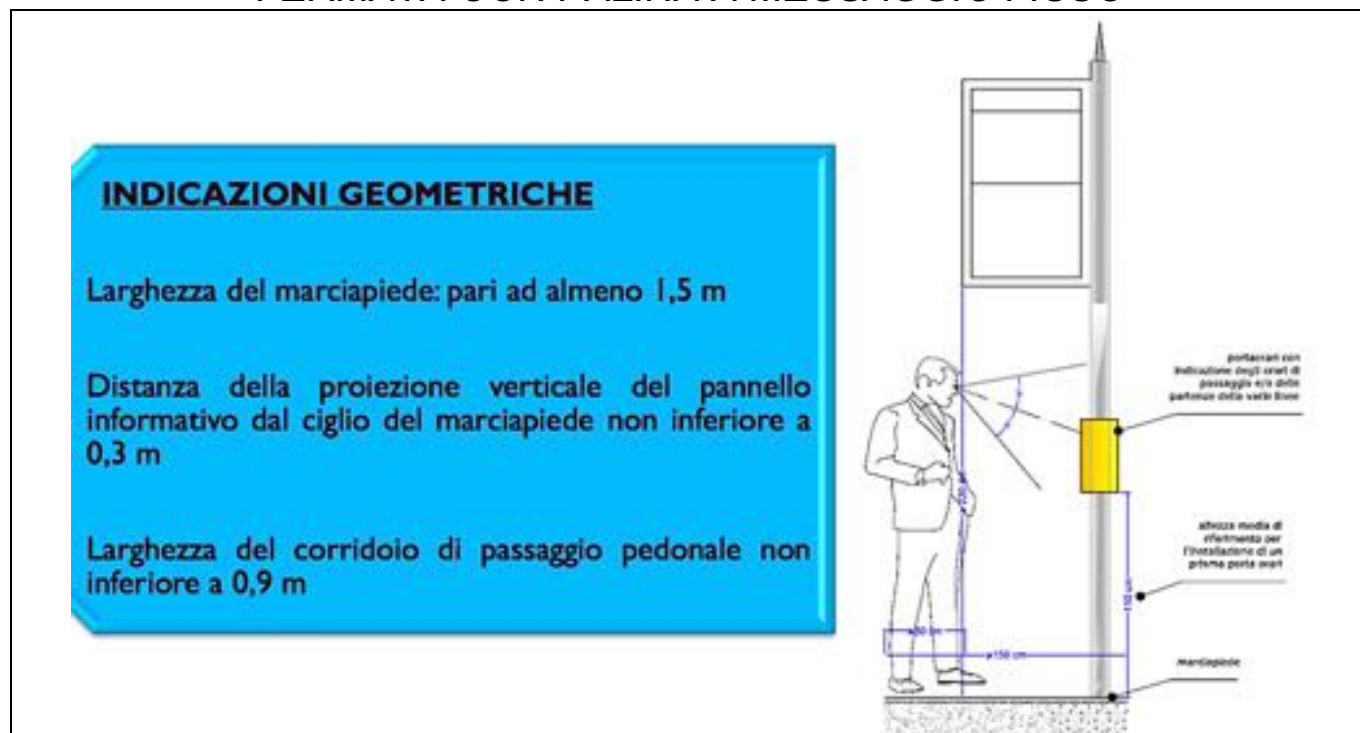 INDICAZIONI GEOMETRICHE
Larghezza del marciapiede: pari ad almeno 1,5 m
Distanza della proiezione verticale del pannello
informativo dal ciglio del marciapiede non inferiore a
0,3 m
Larghezza del corridoio di passaggio pedonale non
inferiore a 0,9 m
portaorari con
indicazione degli orari di
passaggio e/o delle
partenze delle varie linee
altezza media di
riferimento per
l'installazione di un
prisma porta orari
marciapiede
150 cm